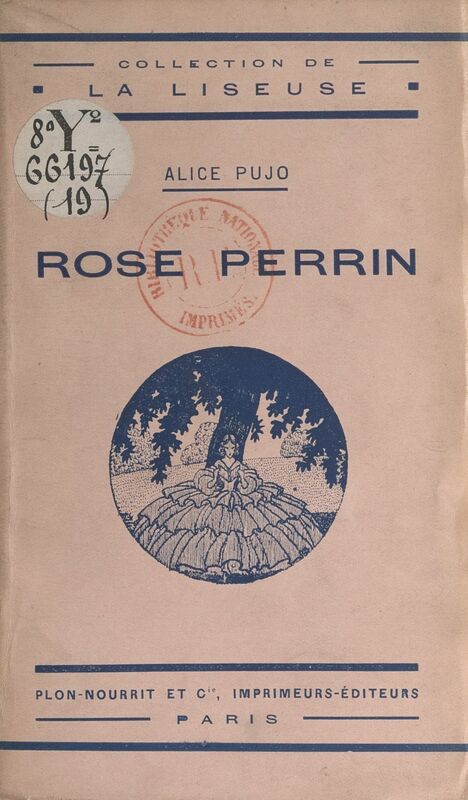 COLLECTION DE
LA LISEUSE
8º Y²
66197
(19)
ALICE PUJO
ROSE PERRIN
BIBLIOTHÈQUE NATIONALE
R F
IMPRIMÉS.
PLON-NOURRIT ET Cⁱᵉ, IMPRIMEURS-ÉDITEURS
PARIS